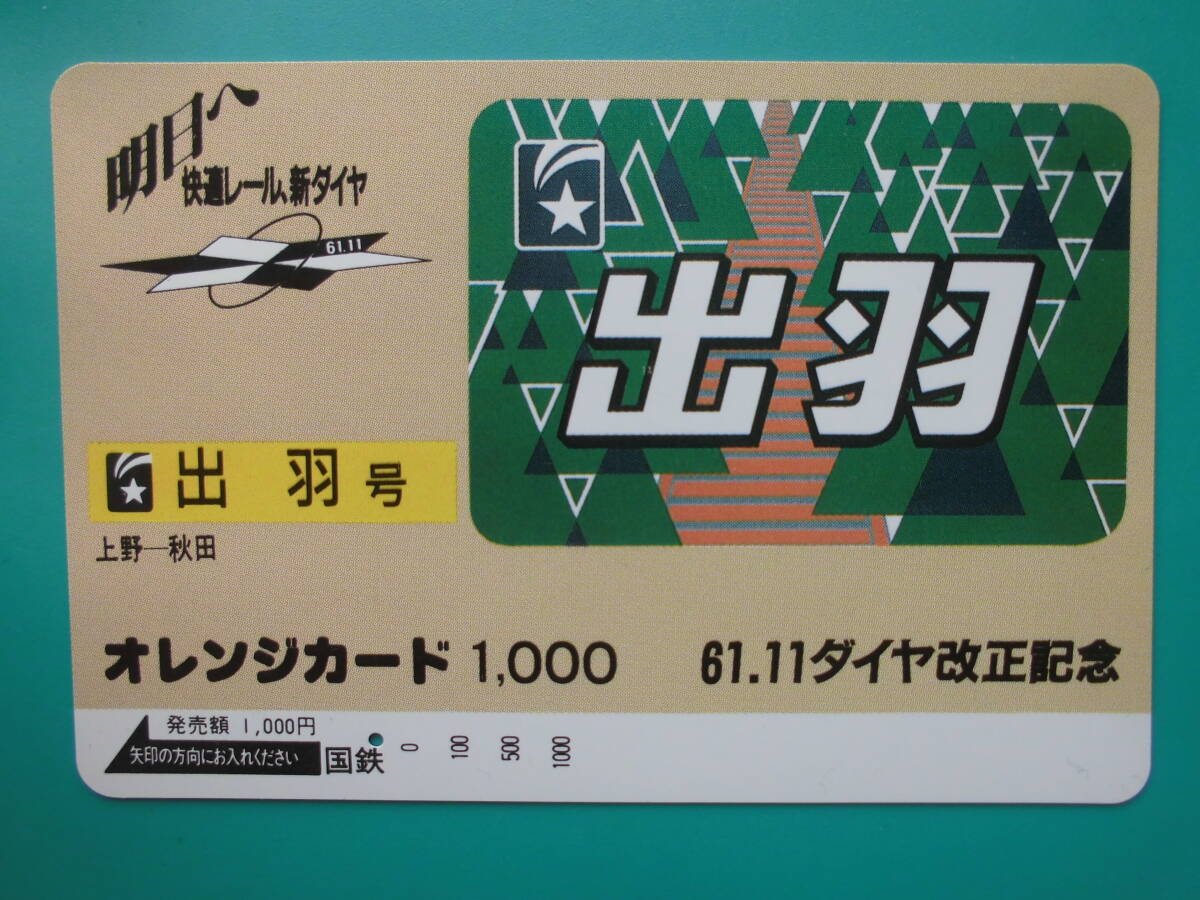 明日へ
快適レール、新ダイヤ
61.11
出羽
出羽号
上野―秋田
オレンジカード 1,000
61.11ダイヤ改正記念
発売額 1,000円
矢印の方向にお入れください
国鉄
0 100 500 1000